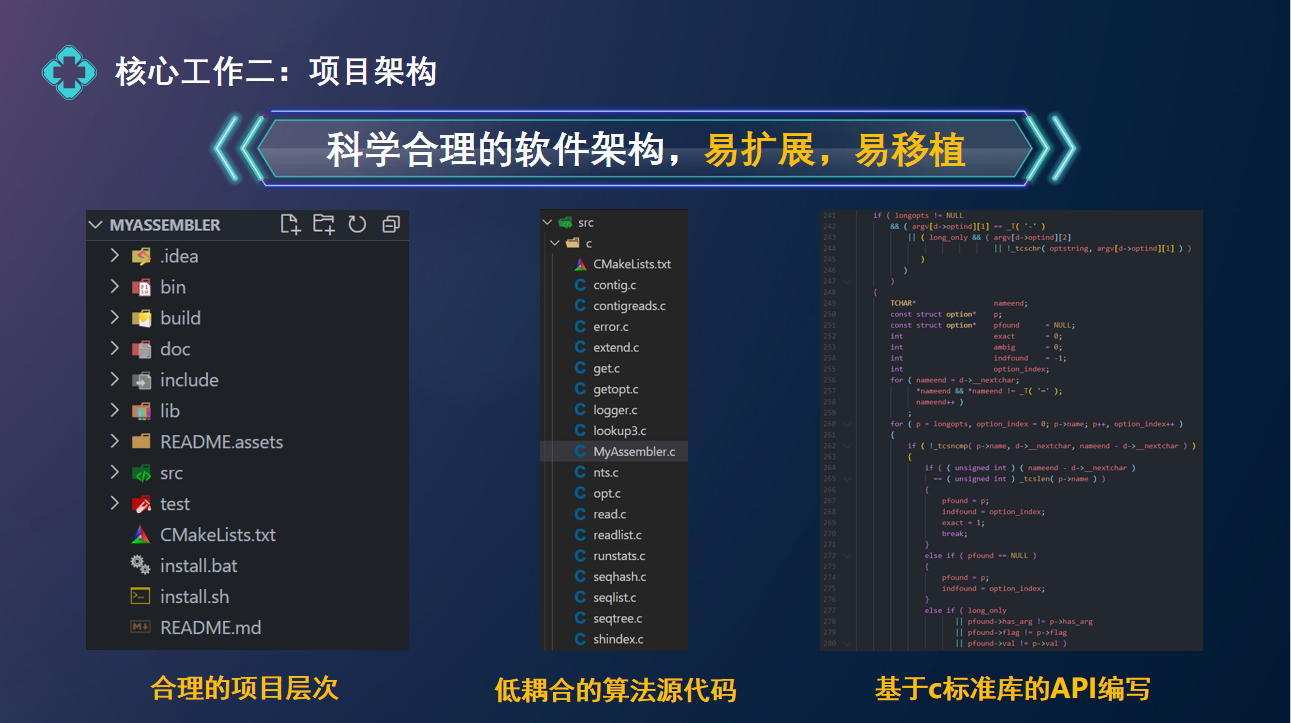 核心工作二：项目架构
科学合理的软件架构，易扩展，易移植
MYASSEMBLER
.idea
bin
build
doc
include
lib
README.assets
src
test
CMakeLists.txt
install.bat
install.sh
README.md
合理的项目层次
src
c
CMakeLists.txt
contig.c
contigreads.c
error.c
extend.c
get.c
getopt.c
logger.c
lookup3.c
MyAssembler.c
nts.c
opt.c
read.c
readlist.c
runstats.c
seqhash.c
seqlist.c
seqtree.c
shindex.c
低耦合的算法源代码
241 if ( longopts != NULL
242 && ( argv[d->optind][1] == _T( '-' )
243 || ( long_only && ( argv[d->optind][2]
244 || !_tcschr( optstring, argv[d->optind][1] ) )
245 )
246 )
247 )
248 {
249 TCHAR* nameend;
250 const struct option* p;
251 const struct option* pfound = NULL;
252 int exact = 0;
253 int ambig = 0;
254 int indfound = -1;
255 int option_index;
256 for ( nameend = d->__nextchar;
257 *nameend && *nameend != _T( '=' );
258 nameend++ )
259 ;
260 for ( p = longopts, option_index = 0; p->name; p++, option_index++ )
261 {
262 if ( !_tcsncmp( p->name, d->__nextchar, nameend - d->__nextchar ) )
263 {
264 if ( ( unsigned int ) ( nameend - d->__nextchar )
265 == ( unsigned int ) _tcslen( p->name ) )
266 {
267 pfound = p;
268 indfound = option_index;
269 exact = 1;
270 break;
271 }
272 else if ( pfound == NULL )
273 {
274 pfound = p;
275 indfound = option_index;
276 }
277 else if ( long_only
278 || pfound->has_arg != p->has_arg
279 || pfound->flag != p->flag
280 || pfound->val != p->val )
基于c标准库的API编写